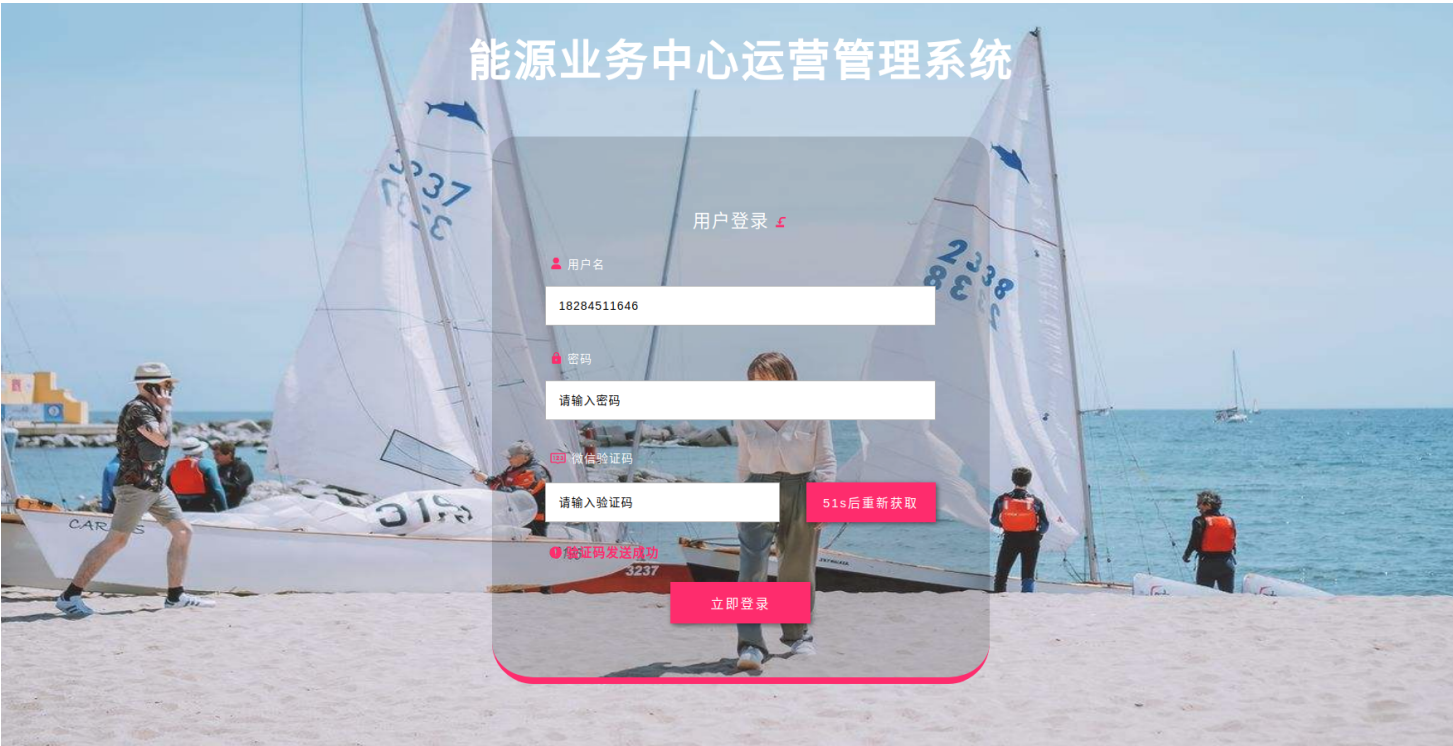 能源业务中心运营管理系统
3237
2338
用户登录
用户名
18284511646
密码
请输入密码
微信验证码
请输入验证码
51s后重新获取
验证码发送成功
3237
立即登录